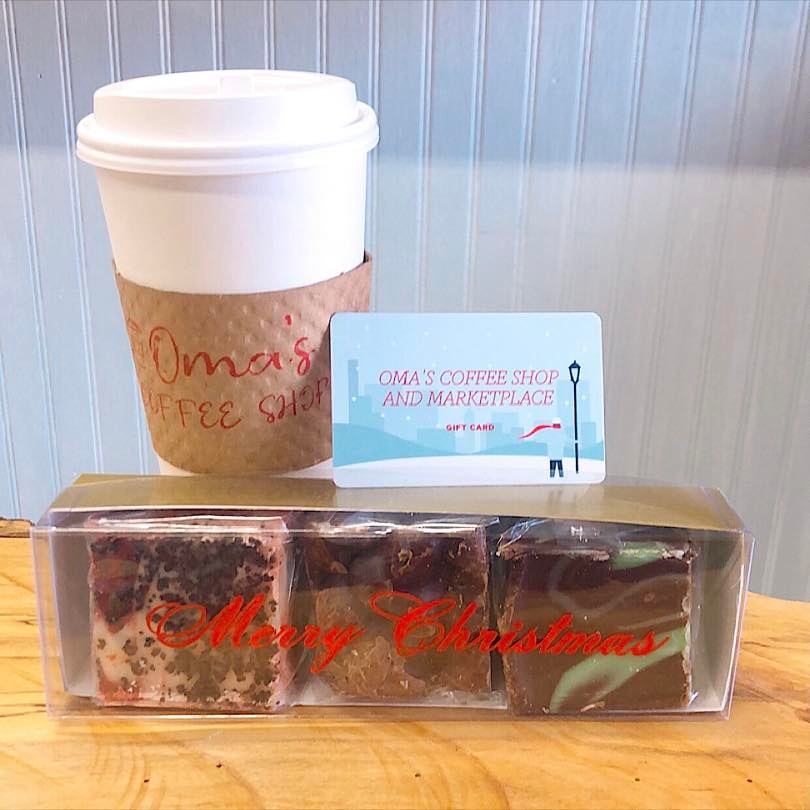 Oma's
COFFEE SHOP
OMA'S COFFEE SHOP
AND MARKETPLACE
GIFT CARD
Merry Christmas